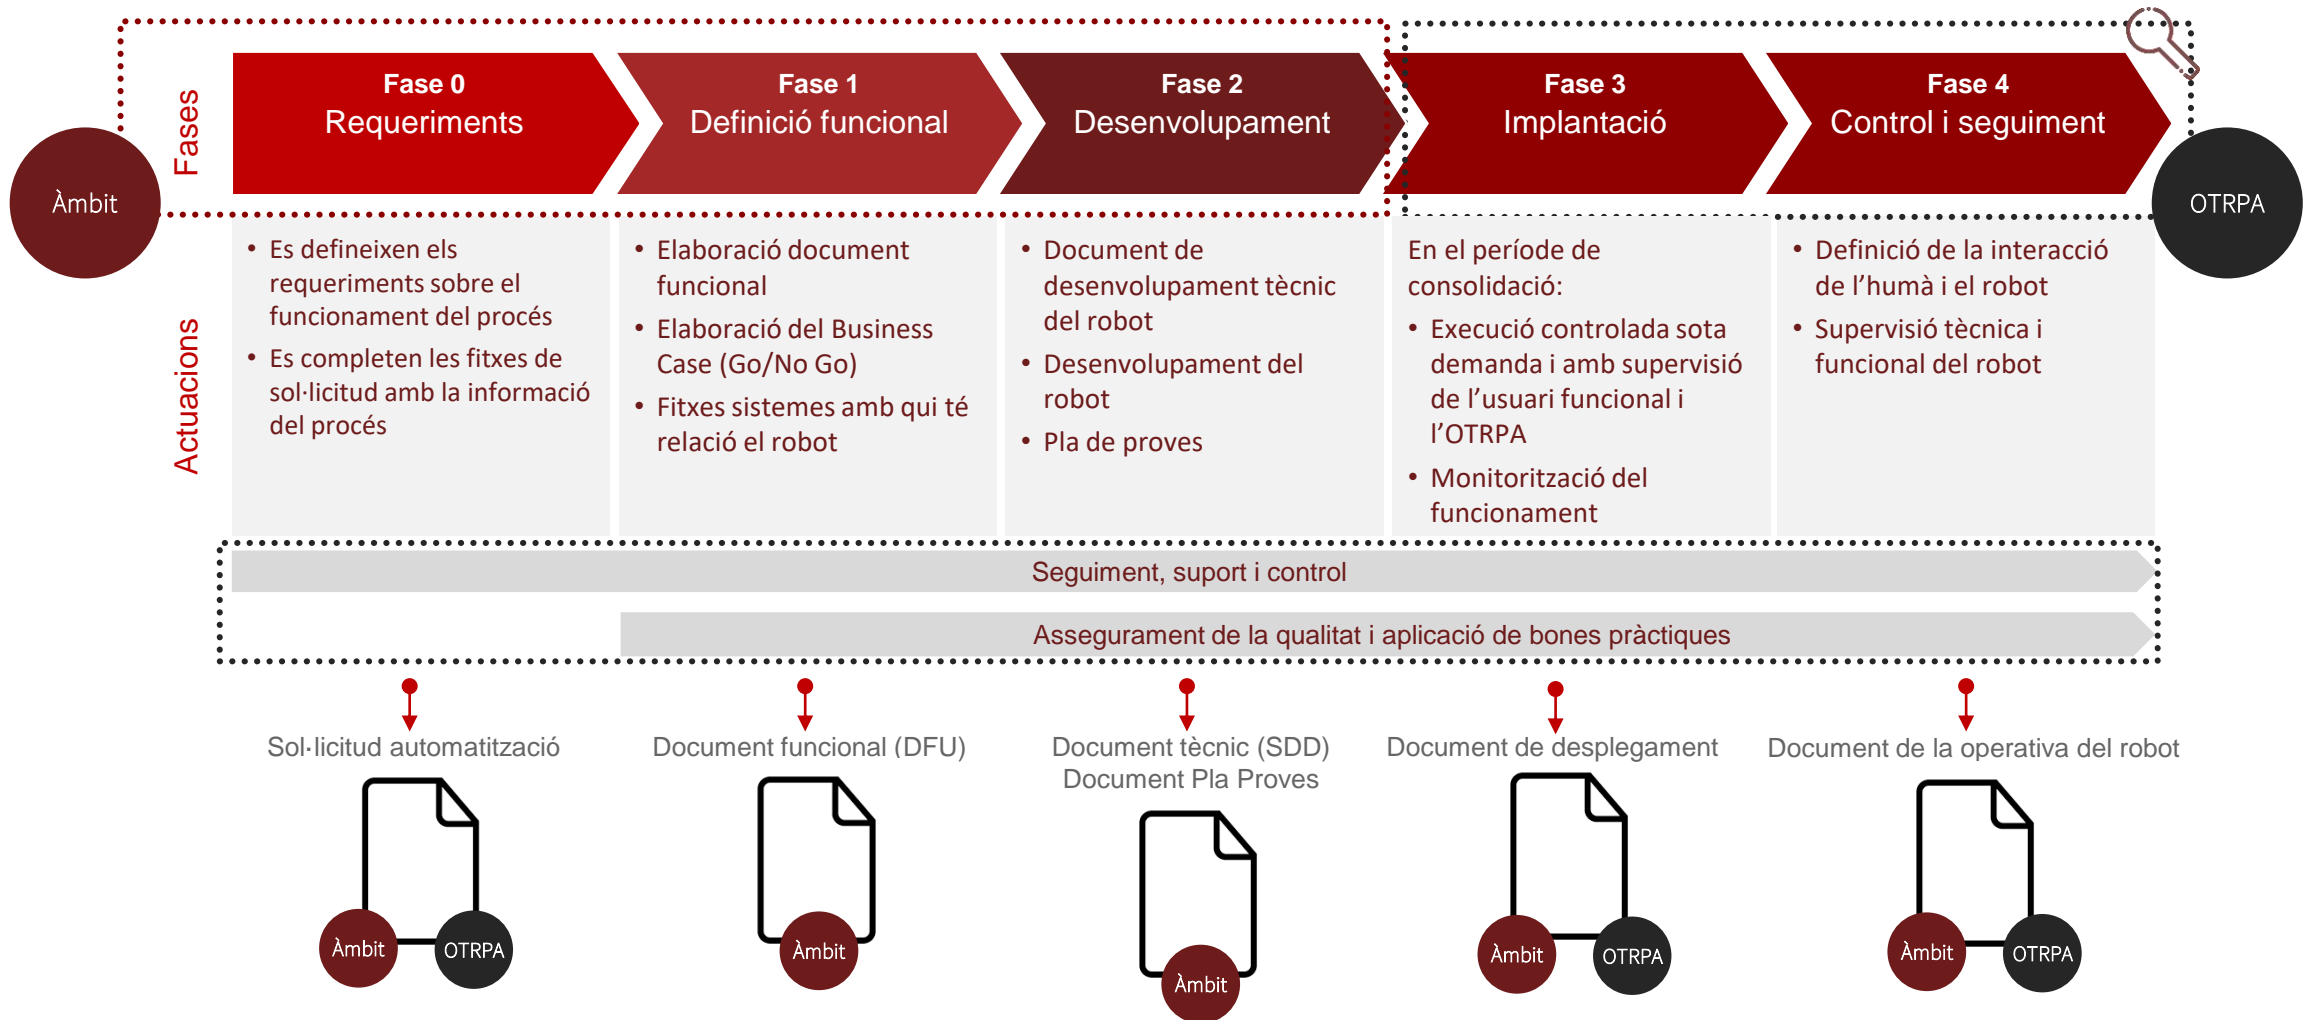 Fases
Fase 0
Requeriments
Fase 1
Definició funcional
Fase 2
Desenvolupament
Fase 3
Implantació
Fase 4
Control i seguiment
Àmbit
OTRPA
Actuacions
• Es defineixen els
requeriments sobre el
funcionament del procés
• Es completen les fitxes de
sol·licitud amb la informació
del procés
• Elaboració document
funcional
• Elaboració del Business
Case (Go/No Go)
• Fitxes sistemes amb qui té
relació el robot
• Document de
desenvolupament tècnic
del robot
• Desenvolupament del
robot
• Pla de proves
En el període de
consolidació:
• Execució controlada sota
demanda i amb supervisió
de l’usuari funcional i
l’OTRPA
• Monitorització del
funcionament
• Definició de la interacció
de l’humà i el robot
• Supervisió tècnica i
funcional del robot
Seguiment, suport i control
Assegurament de la qualitat i aplicació de bones pràctiques
Sol·licitud automatització
Àmbit
OTRPA
Document funcional (DFU)
Àmbit
Document tècnic (SDD)
Document Pla Proves
Àmbit
Document de desplegament
Àmbit
OTRPA
Document de la operativa del robot
Àmbit
OTRPA